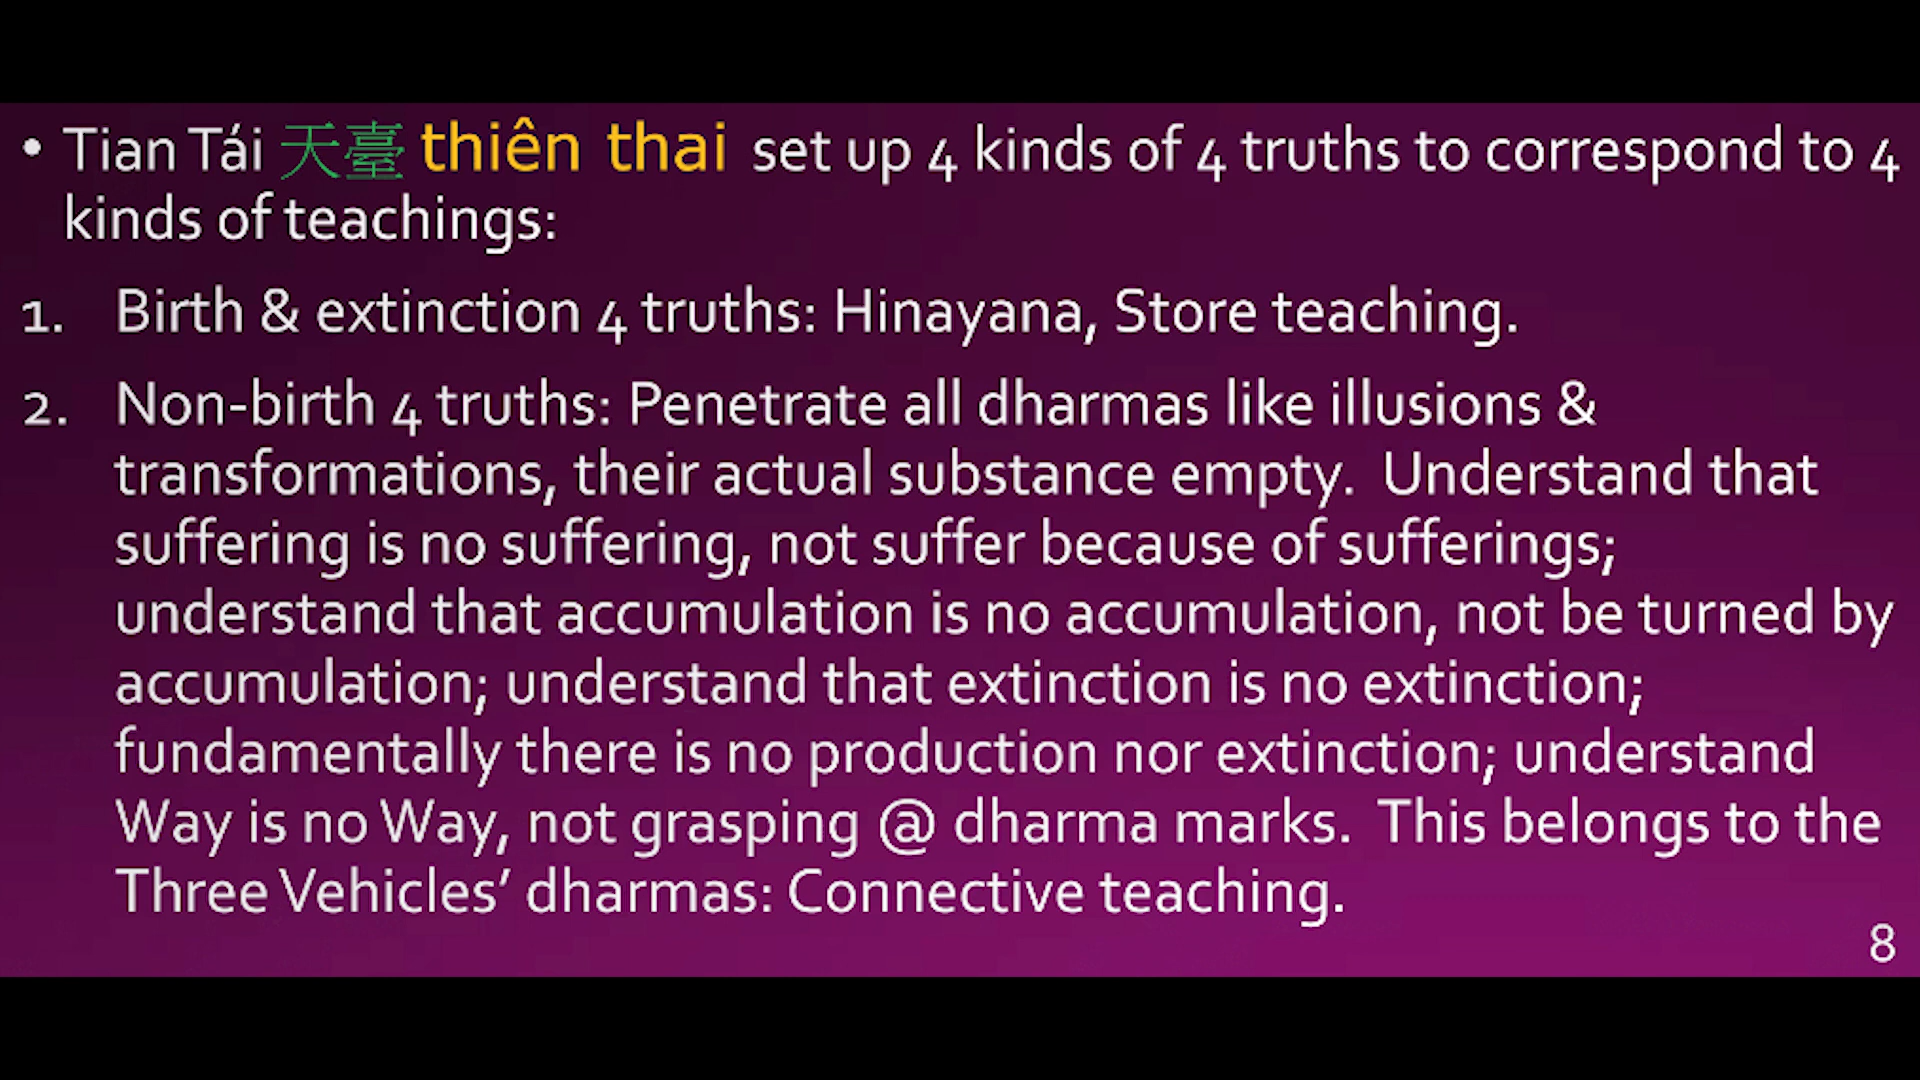 • Tian Tái 天臺 thiên thai set up 4 kinds of 4 truths to correspond to 4
kinds of teachings:
1. Birth & extinction 4 truths: Hinayana, Store teaching.
2. Non-birth 4 truths: Penetrate all dharmas like illusions &
transformations, their actual substance empty. Understand that
suffering is no suffering, not suffer because of sufferings;
understand that accumulation is no accumulation, not be turned by
accumulation; understand that extinction is no extinction;
fundamentally there is no production nor extinction; understand
Way is no Way, not grasping @ dharma marks. This belongs to the
Three Vehicles’ dharmas: Connective teaching.
8